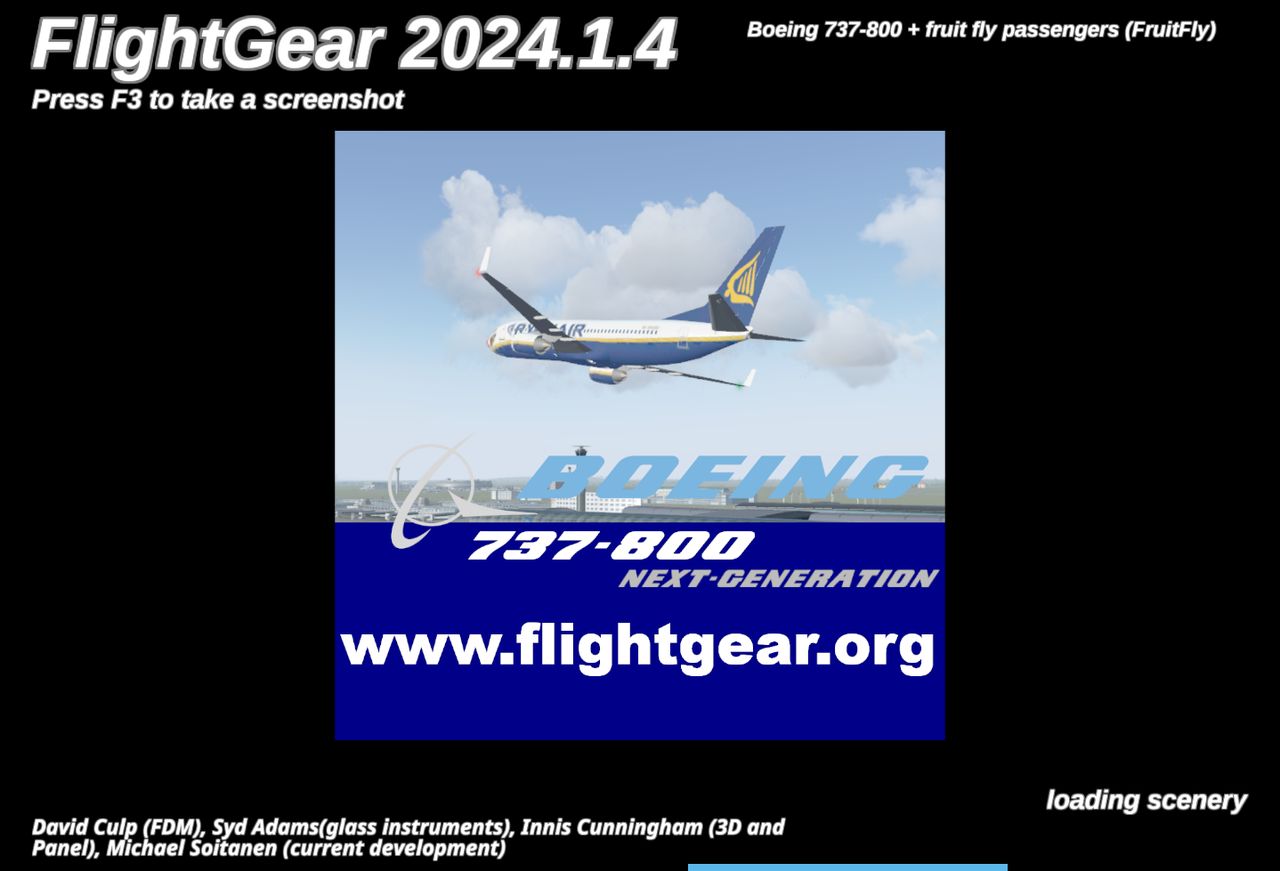 FlightGear 2024.1.4
Boeing 737-800 + fruit fly passengers (FruitFly)
Press F3 to take a screenshot
RYANAIR
BOEING
737-800
NEXT-GENERATION
www.flightgear.org
loading scenery
David Culp (FDM), Syd Adams(glass instruments), Innis Cunningham (3D and
Panel), Michael Soitanen (current development)